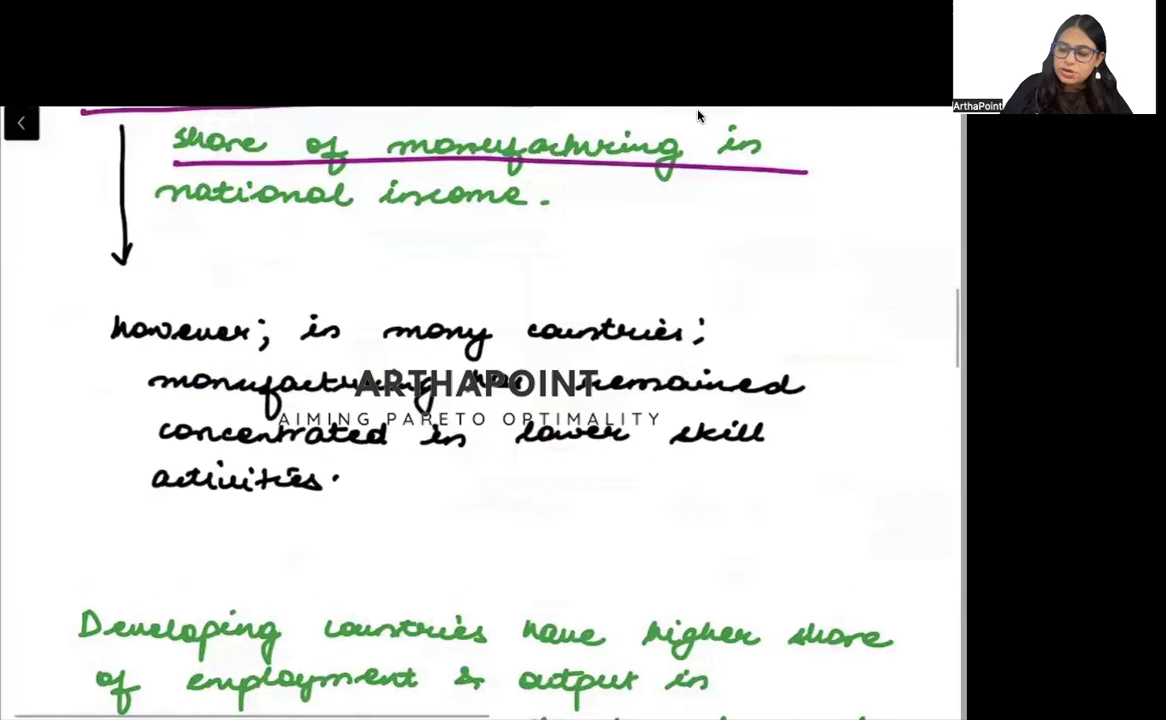 ArthaPoint
share of manufacturing in
national income.
however; in many countries;
manufacturing has remained
ARTHAPOINT
AIMING PARETO OPTIMALITY
concentrated in lower skill
activities.
Developing countries have higher share
of employment & output in